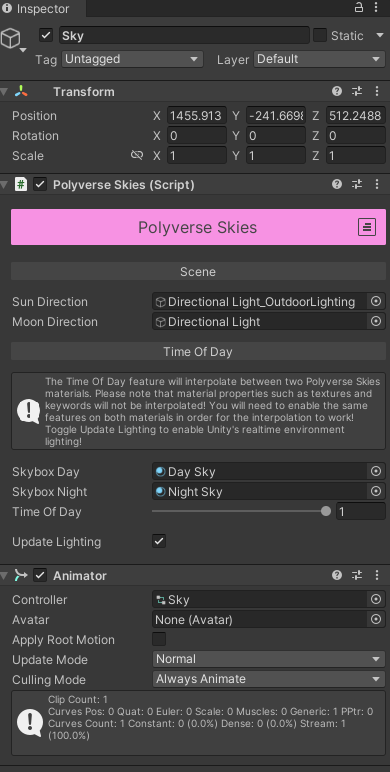 Inspector
Sky
Static
Tag Untagged Layer Default
Transform
Position X 1455.913 Y -241.6698 Z 512.2488
Rotation X 0 Y 0 Z 0
Scale X 1 Y 1 Z 1
Polyverse Skies (Script)
Polyverse Skies
Scene
Sun Direction Directional Light_OutdoorLighting
Moon Direction Directional Light
Time Of Day
The Time Of Day feature will interpolate between two Polyverse Skies
materials. Please note that material properties such as textures and
keywords will not be interpolated! You will need to enable the same
features on both materials in order for the interpolation to work!
Toggle Update Lighting to enable Unity's realtime environment
lighting!
Skybox Day Day Sky
Skybox Night Night Sky
Time Of Day 1
Update Lighting
Animator
Controller Sky
Avatar None (Avatar)
Apply Root Motion
Update Mode Normal
Culling Mode Always Animate
Clip Count: 1
Curves Pos: 0 Quat: 0 Euler: 0 Scale: 0 Muscles: 0 Generic: 1 PPtr: 0
Curves Count: 1 Constant: 0 (0.0%) Dense: 0 (0.0%) Stream: 1
(100.0%)